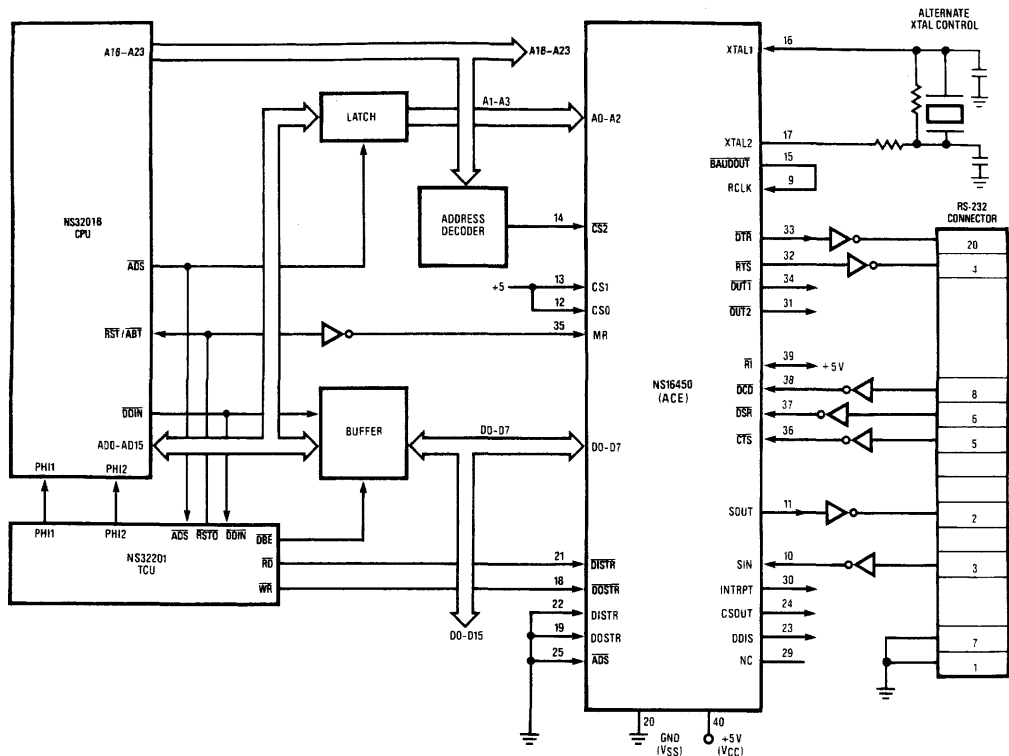 ALTERNATE
XTAL CONTROL
A16–A23
A16–A23
XTAL1
16
LATCH
A1–A3
A0–A2
XTAL2
17
BAUDOUT
15
RCLK
9
NS32016
CPU
ADDRESS
DECODER
14
CS2
RS-232
CONNECTOR
DTR
33
20
ADS
RTS
32
4
+5
13
CS1
OUT1
34
12
CS0
OUT2
31
RST/ABT
35
MR
RI
39
+5V
NS16450
(ACE)
DCD
38
8
DDIN
BUFFER
DSR
37
6
AD0–AD15
D0–D7
D0–D7
CTS
36
5
PHI1
PHI2
SOUT
11
2
PHI1
PHI2
ADS
RSTO
DDIN
DBE
NS32201
TCU
RD
21
DISTR
SIN
10
3
WR
18
DOSTR
INTRPT
30
22
DISTR
CSOUT
24
D0–D15
19
DOSTR
DDIS
23
7
25
ADS
NC
29
1
20
GND
(VSS)
40
+5V
(VCC)